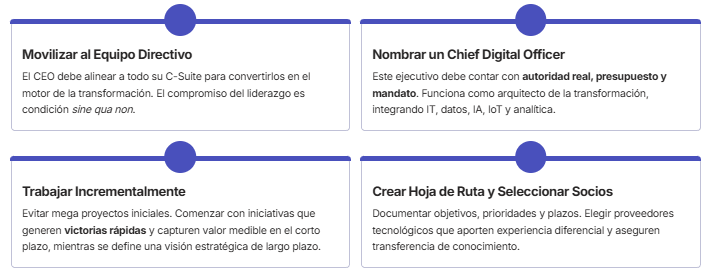 Movilizar al Equipo Directivo
El CEO debe alinear a todo su C-Suite para convertirlos en el
motor de la transformación. El compromiso del liderazgo es
condición sine qua non.
Nombrar un Chief Digital Officer
Este ejecutivo debe contar con autoridad real, presupuesto y
mandato. Funciona como arquitecto de la transformación,
integrando IT, datos, IA, IoT y analítica.
Trabajar Incrementalmente
Evitar mega proyectos iniciales. Comenzar con iniciativas que
generen victorias rápidas y capturen valor medible en el corto
plazo, mientras se define una visión estratégica de largo plazo.
Crear Hoja de Ruta y Seleccionar Socios
Documentar objetivos, prioridades y plazos. Elegir proveedores
tecnológicos que aporten experiencia diferencial y aseguren
transferencia de conocimiento.